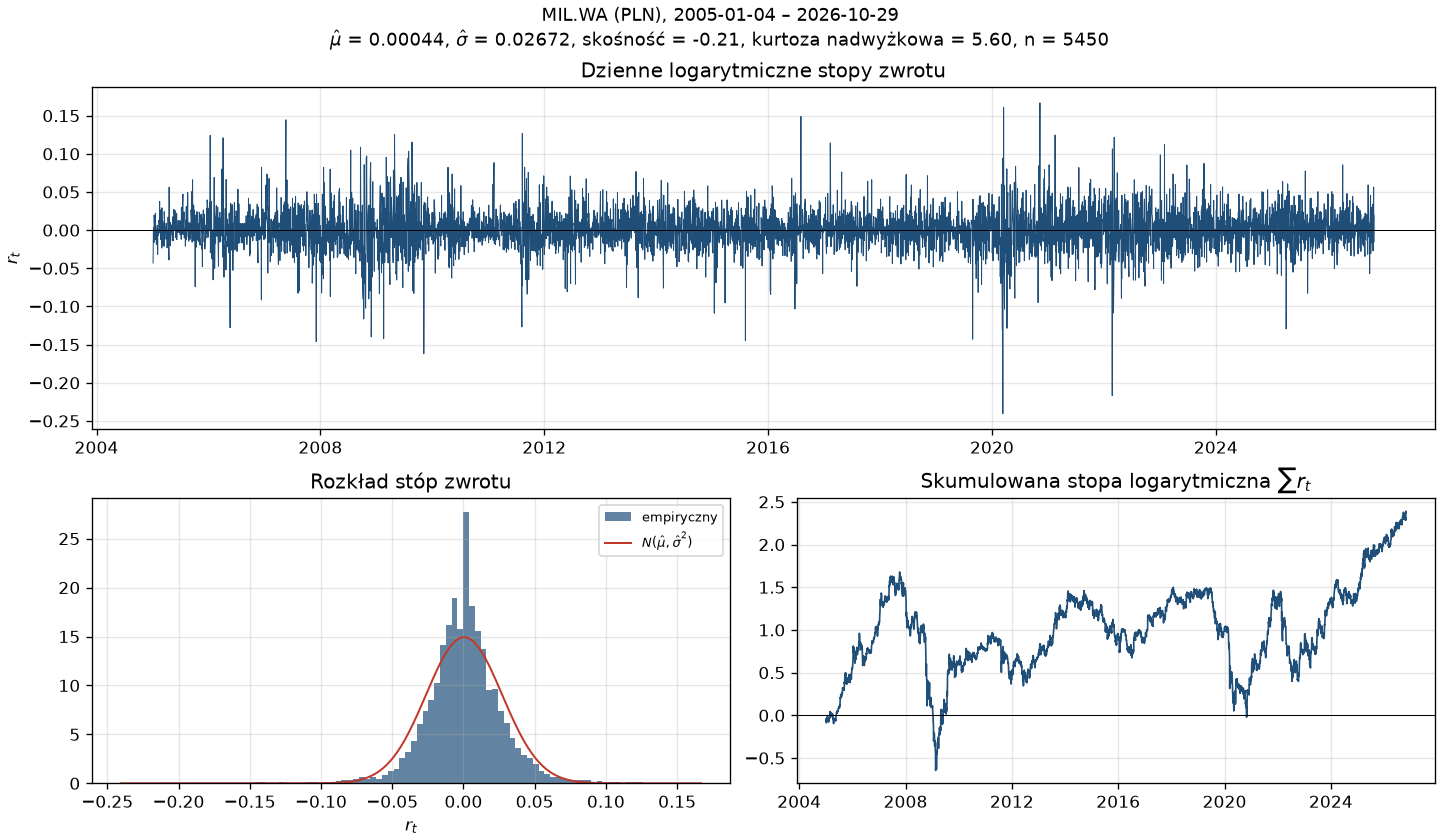 MIL.WA (PLN), 2005-01-04 – 2026-10-29
μ̂ = 0.00044, σ̂ = 0.02672, skośność = -0.21, kurtoza nadwyżkowa = 5.60, n = 5450
Dzienne logarytmiczne stopy zwrotu
r_t
0.15
0.10
0.05
0.00
−0.05
−0.10
−0.15
−0.20
−0.25
2004 2008 2012 2016 2020 2024
Rozkład stóp zwrotu
empiryczny
N(μ̂, σ̂²)
25
20
15
10
5
0
−0.25 −0.20 −0.15 −0.10 −0.05 0.00 0.05 0.10 0.15
r_t
Skumulowana stopa logarytmiczna ∑r_t
2.5
2.0
1.5
1.0
0.5
0.0
−0.5
2004 2008 2012 2016 2020 2024